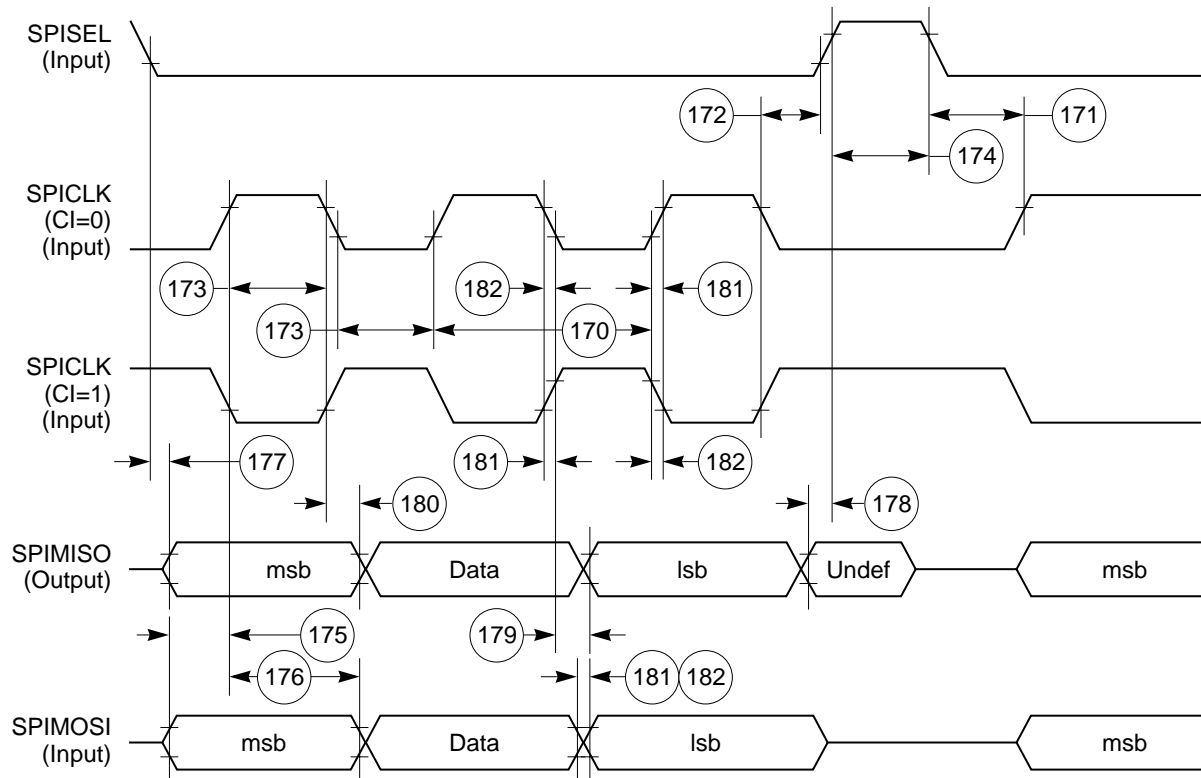 SPISEL
(Input)
172
171
174
SPICLK
(CI=0)
(Input)
173
182
181
173
170
SPICLK
(CI=1)
(Input)
177
181
182
180
178
SPIMISO
(Output)
msb
Data
lsb
Undef
msb
175
179
176
181
182
SPIMOSI
(Input)
msb
Data
lsb
msb